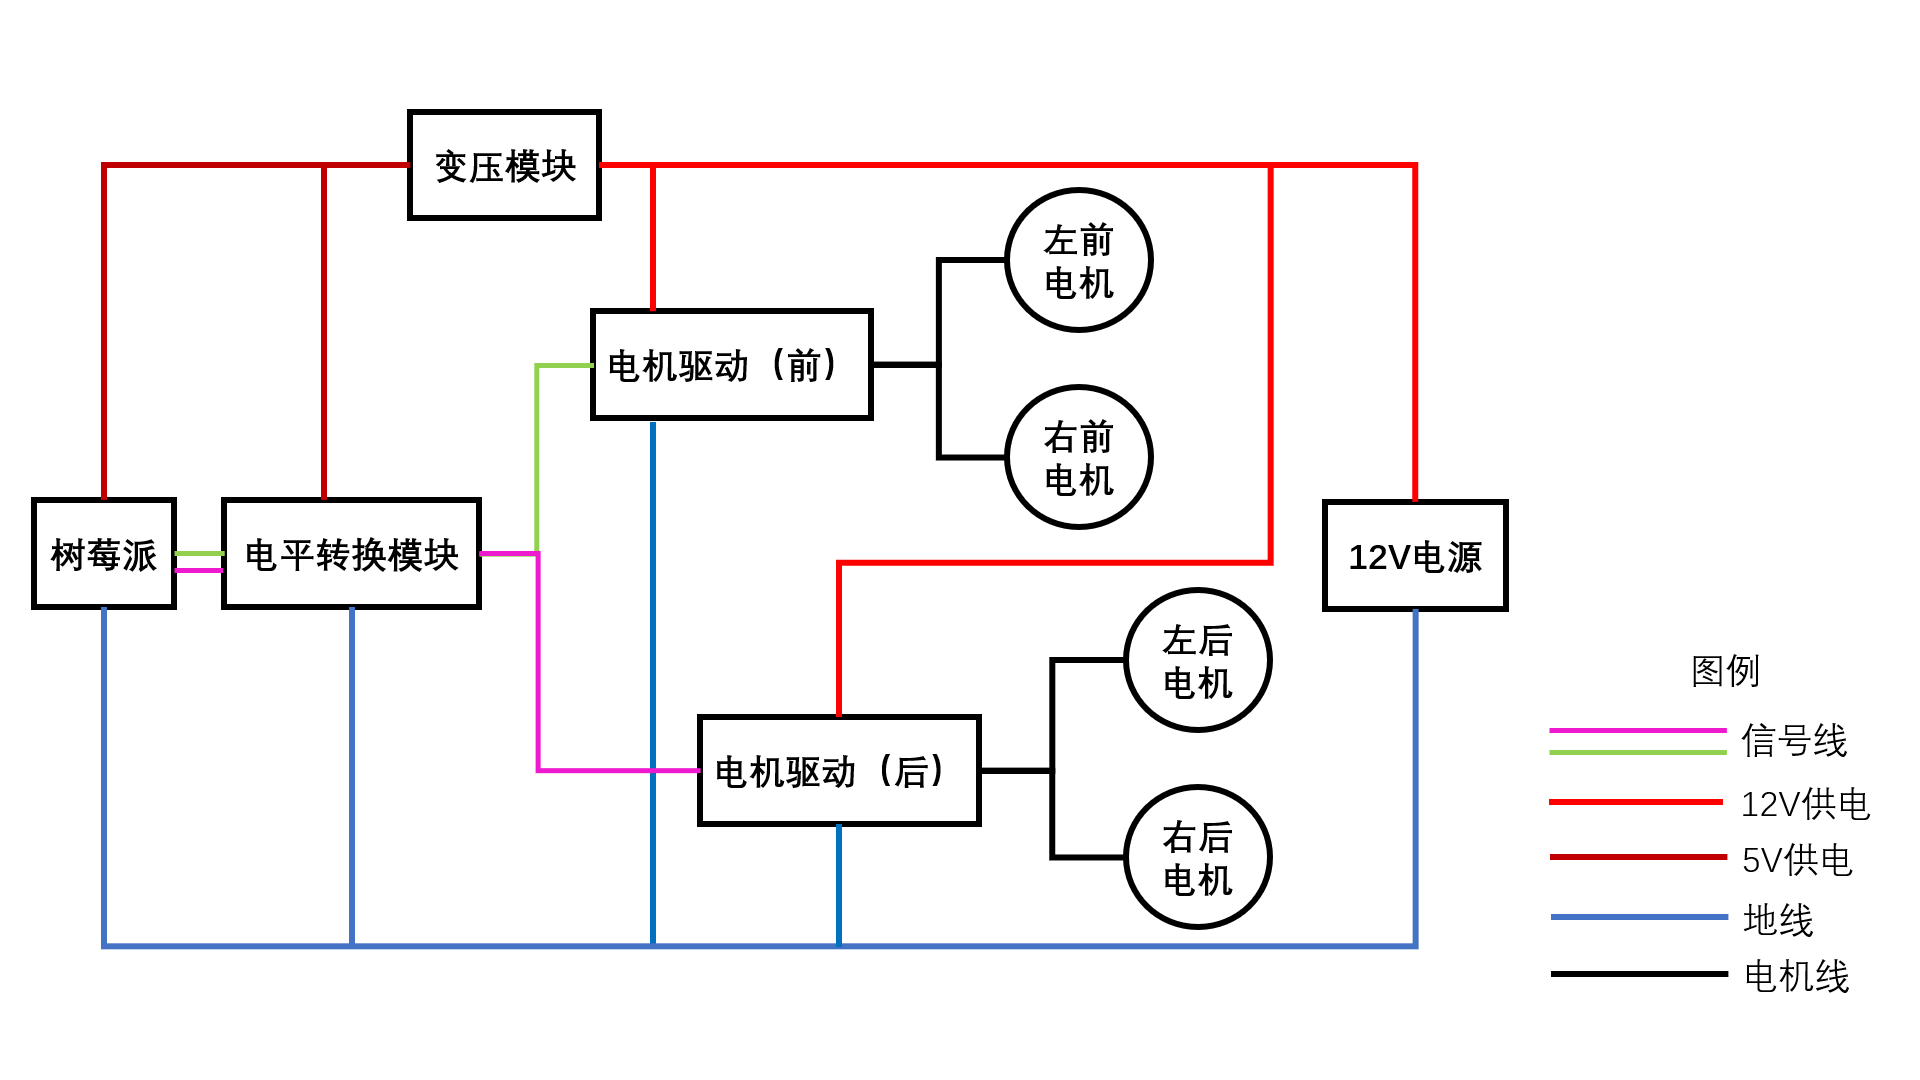 变压模块
左前
电机
电机驱动（前）
右前
电机
树莓派
电平转换模块
12V电源
左后
电机
电机驱动（后）
右后
电机
图例
信号线
12V供电
5V供电
地线
电机线